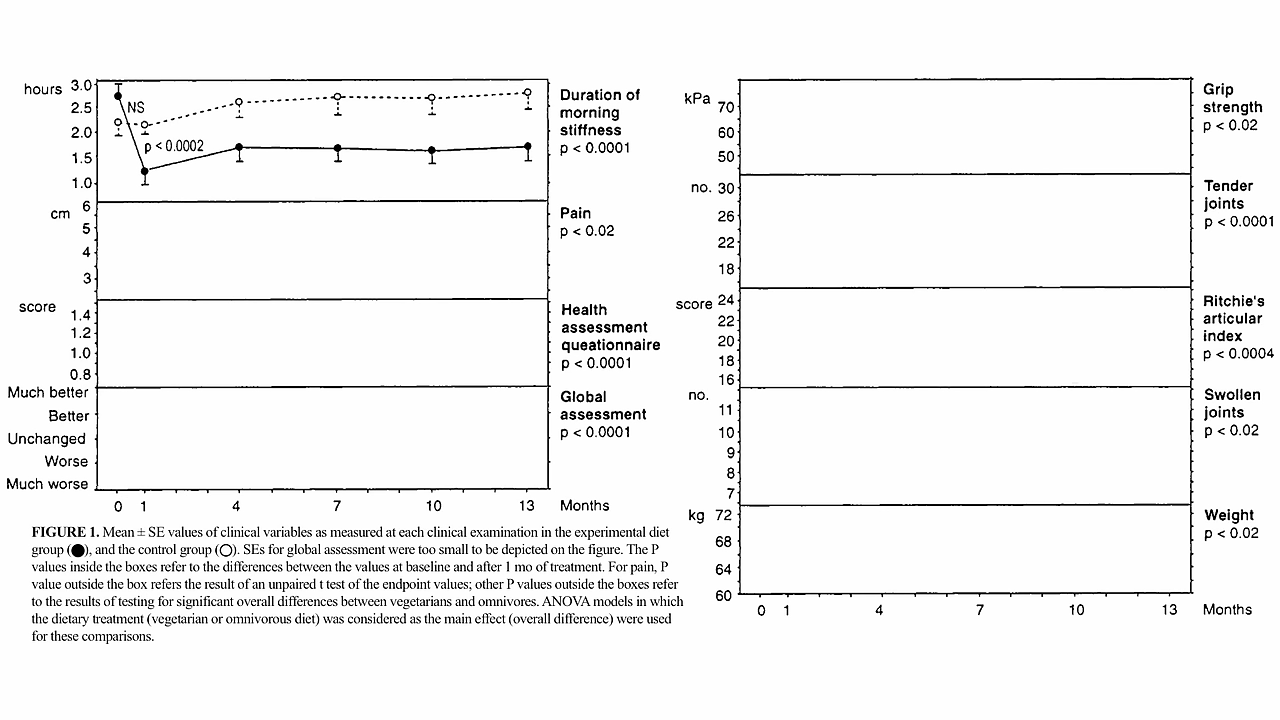 hours 3.0
2.5
2.0
1.5
1.0
NS
p < 0.0002
Duration of
morning
stiffness
p < 0.0001
cm 6
5
4
3
Pain
p < 0.02
score
1.4
1.2
1.0
0.8
Health
assessment
queationnaire
p < 0.0001
Much better
Better
Unchanged
Worse
Much worse
Global
assessment
p < 0.0001
0 1 4 7 10 13 Months
FIGURE 1. Mean ± SE values of clinical variables as measured at each clinical examination in the experimental diet
group (●), and the control group (○). SEs for global assessment were too small to be depicted on the figure. The P
values inside the boxes refer to the differences between the values at baseline and after 1 mo of treatment. For pain, P
value outside the box refers the result of an unpaired t test of the endpoint values; other P values outside the boxes refer
to the results of testing for significant overall differences between vegetarians and omnivores. ANOVA models in which
the dietary treatment (vegetarian or omnivorous diet) was considered as the main effect (overall difference) were used
for these comparisons.
kPa 70
60
50
Grip
strength
p < 0.02
no. 30
26
22
18
Tender
joints
p < 0.0001
score 24
22
20
18
16
Ritchie's
articular
index
p < 0.0004
no.
11
10
9
8
7
Swollen
joints
p < 0.02
kg 72
68
64
60
Weight
p < 0.02
0 1 4 7 10 13 Months